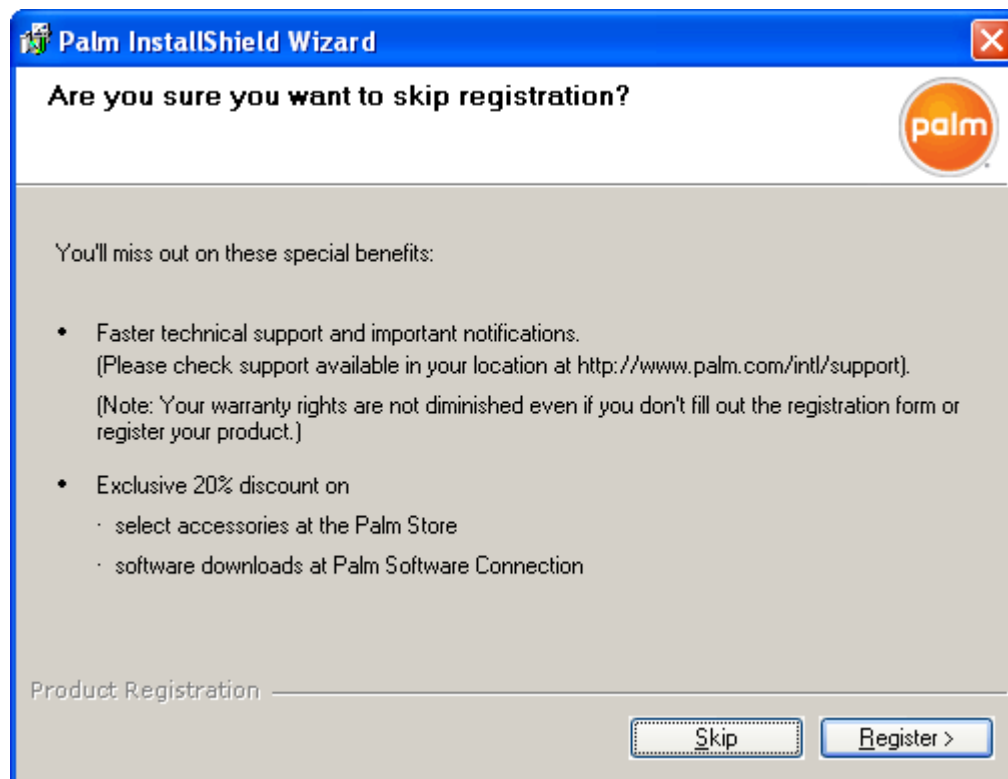 Palm InstallShield Wizard
Are you sure you want to skip registration?
palm
You'll miss out on these special benefits:
• Faster technical support and important notifications.
(Please check support available in your location at http://www.palm.com/intl/support).
(Note: Your warranty rights are not diminished even if you don't fill out the registration form or
register your product.)
• Exclusive 20% discount on
· select accessories at the Palm Store
· software downloads at Palm Software Connection
Product Registration
Skip
Register >